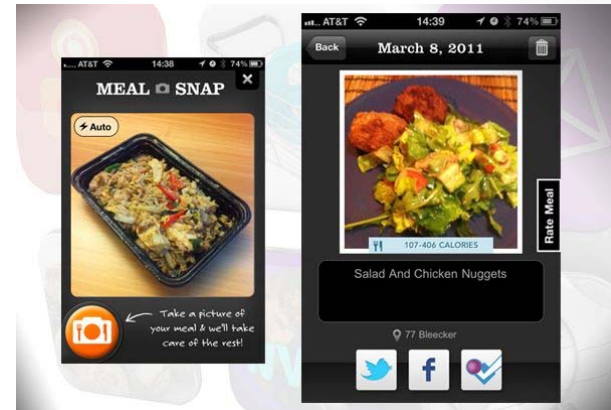 AT&T 14:38 74%
MEAL SNAP
Auto
Take a picture of
your meal & we'll take
care of the rest!
AT&T 14:39 74%
Back March 8, 2011
Rate Meal
107-406 CALORIES
Salad And Chicken Nuggets
77 Bleecker
f